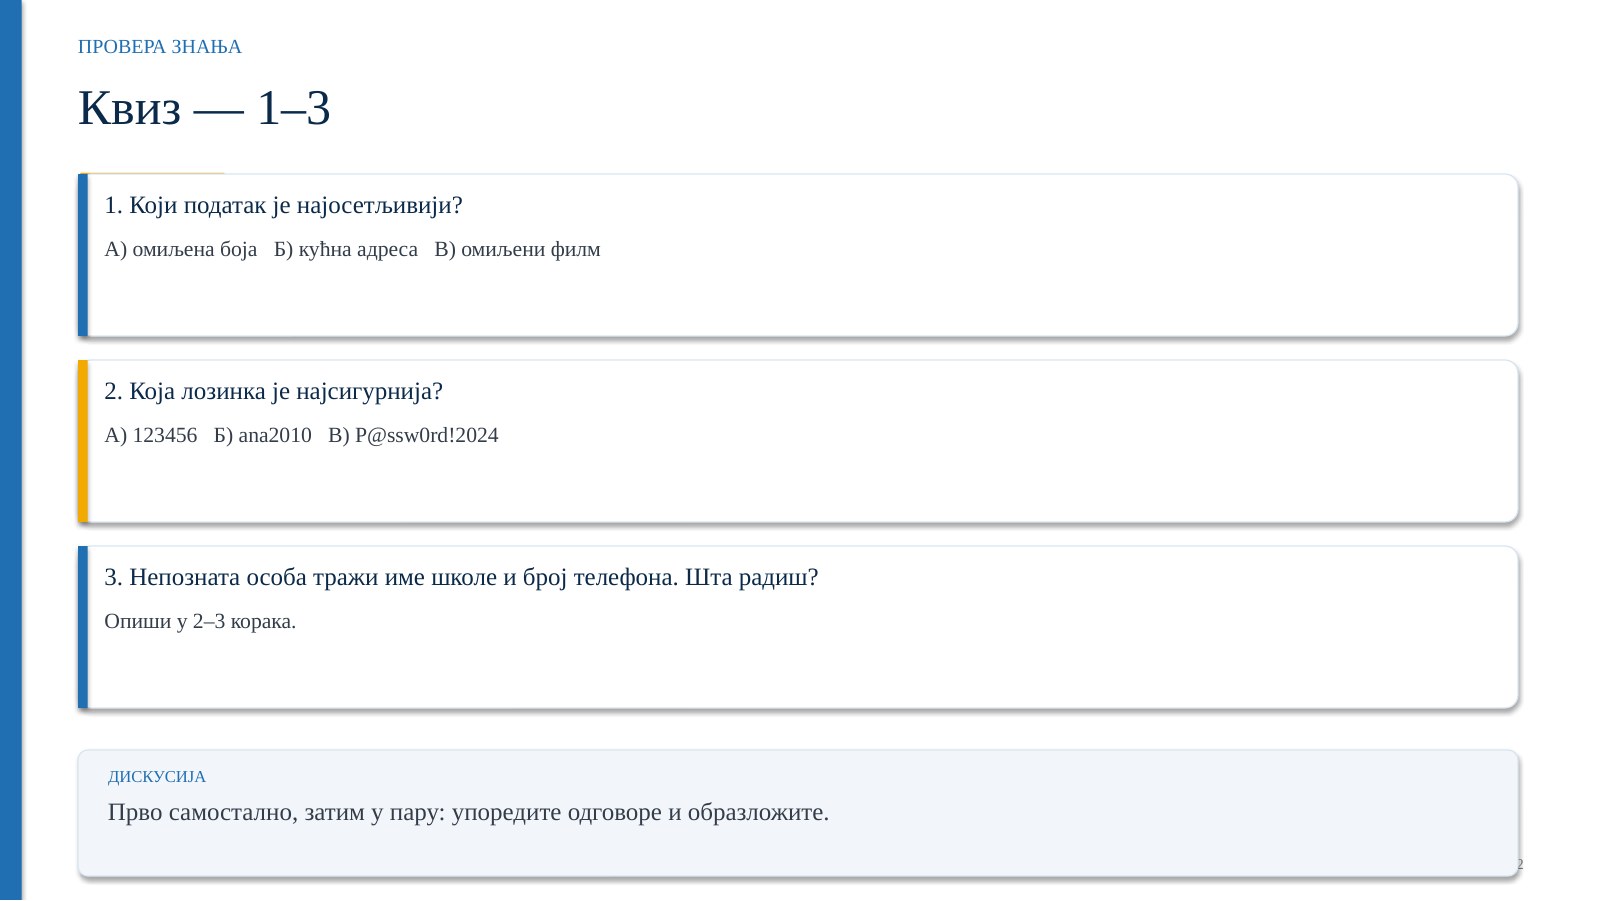 ПРОВЕРА ЗНАЊА
Квиз — 1–3
1. Који податак је најосетљивији?
А) омиљена боја   Б) кућна адреса   В) омиљени филм
2. Која лозинка је најсигурнија?
А) 123456   Б) ana2010   В) P@ssw0rd!2024
3. Непозната особа тражи име школе и број телефона. Шта радиш?
Опиши у 2–3 корака.
ДИСКУСИЈА
Прво самостално, затим у пару: упоредите одговоре и образложите.